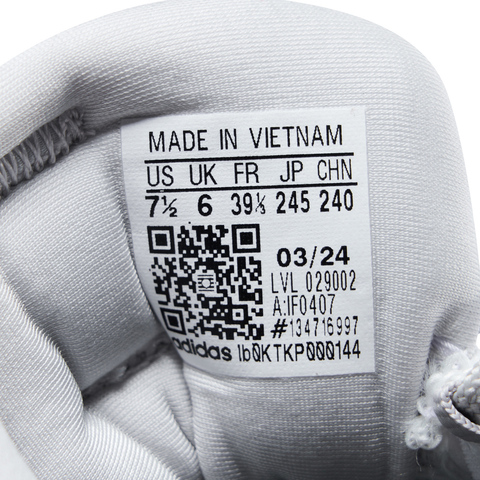 MADE IN VIETNAM
US UK FR JP CHN
7½ 6 39⅓ 245 240
03/24
LVL 029002
A:IF0407
#134716997
adidas 1b0KTKP000144